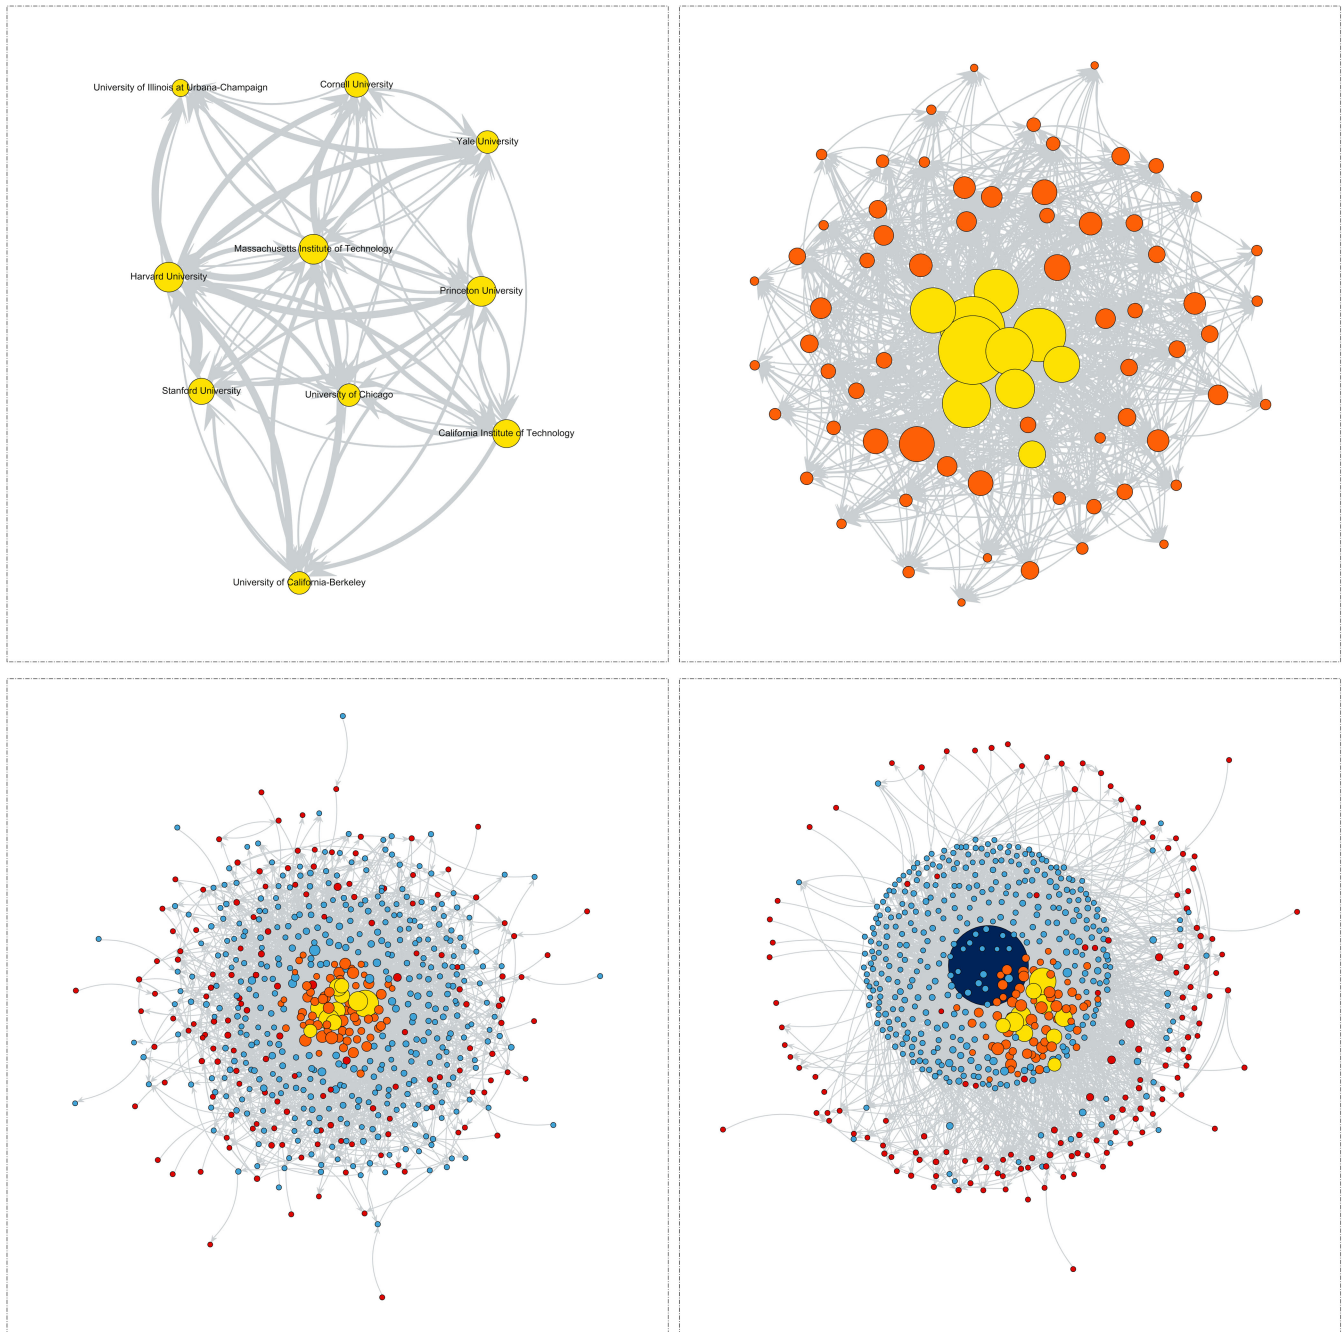 University of Illinois at Urbana-Champaign
Cornell University
Yale University
Massachusetts Institute of Technology
Harvard University
Princeton University
Stanford University
University of Chicago
California Institute of Technology
University of California-Berkeley